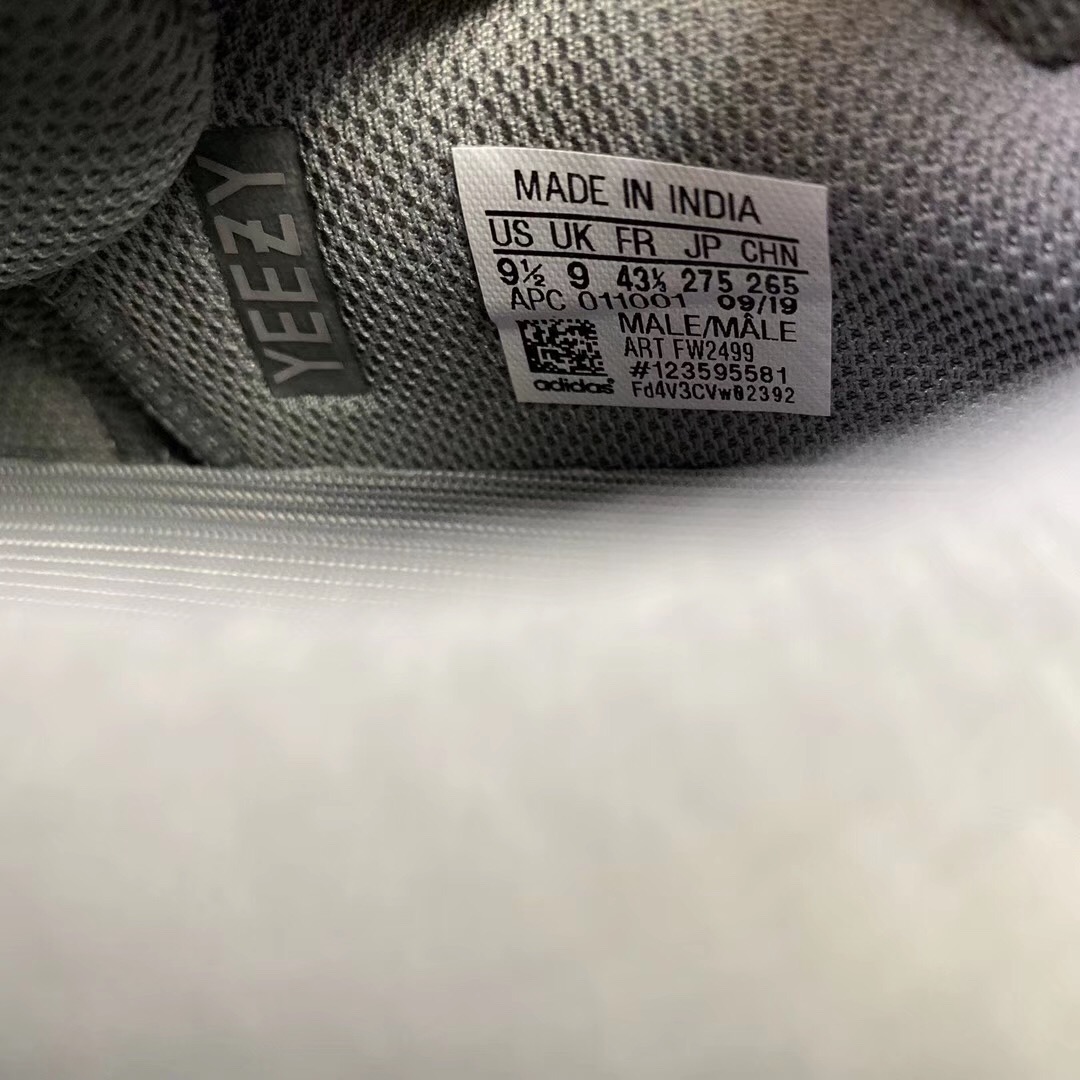 YEEZY
MADE IN INDIA
US UK FR JP CHN
9½ 9 43⅓ 275 265
APC 011001 09/19
MALE/MÂLE
ART FW2499
#123595581
adidas® Fd4V3CVw02392